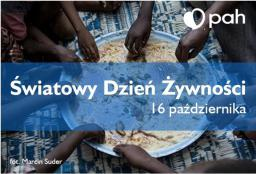 pah
Światowy Dzień Żywności
16 października
fot. Marcin Suder